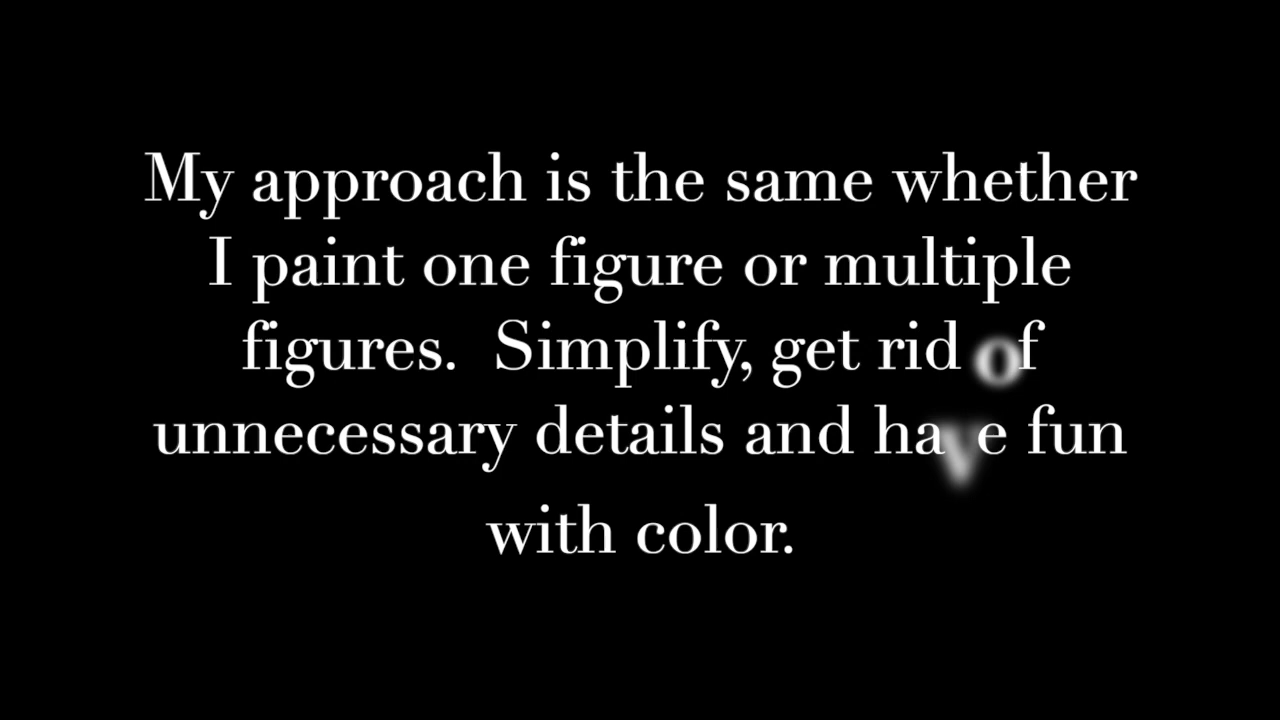 My approach is the same whether
I paint one figure or multiple
figures.  Simplify, get rid of
unnecessary details and have fun
with color.